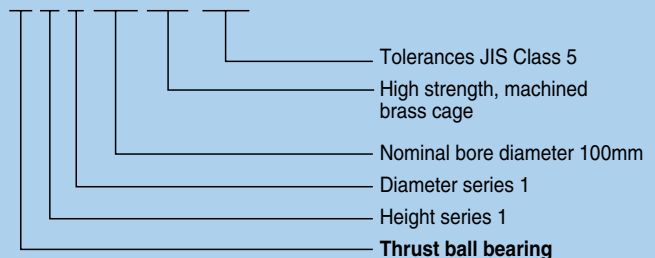 Tolerances JIS Class 5
High strength, machined
brass cage
Nominal bore diameter 100mm
Diameter series 1
Height series 1
Thrust ball bearing